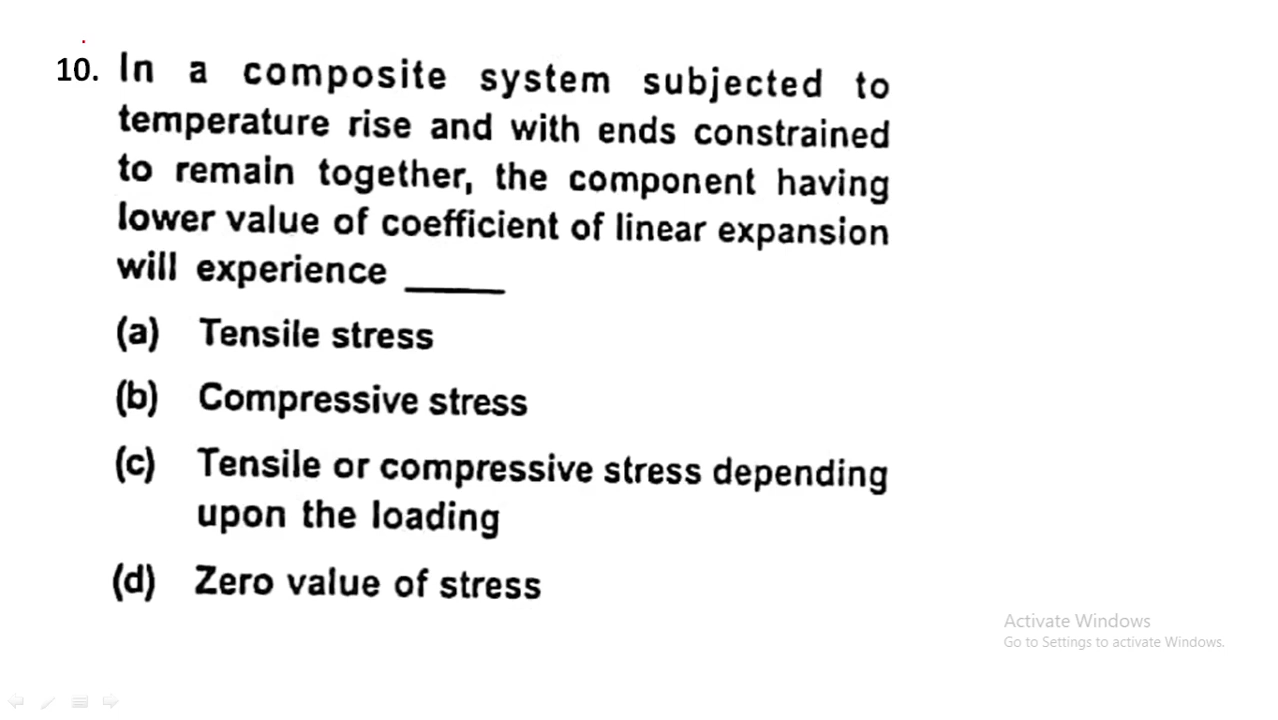 10. In a composite system subjected to
temperature rise and with ends constrained
to remain together, the component having
lower value of coefficient of linear expansion
will experience _____
(a) Tensile stress
(b) Compressive stress
(c) Tensile or compressive stress depending
upon the loading
(d) Zero value of stress
Activate Windows
Go to Settings to activate Windows.